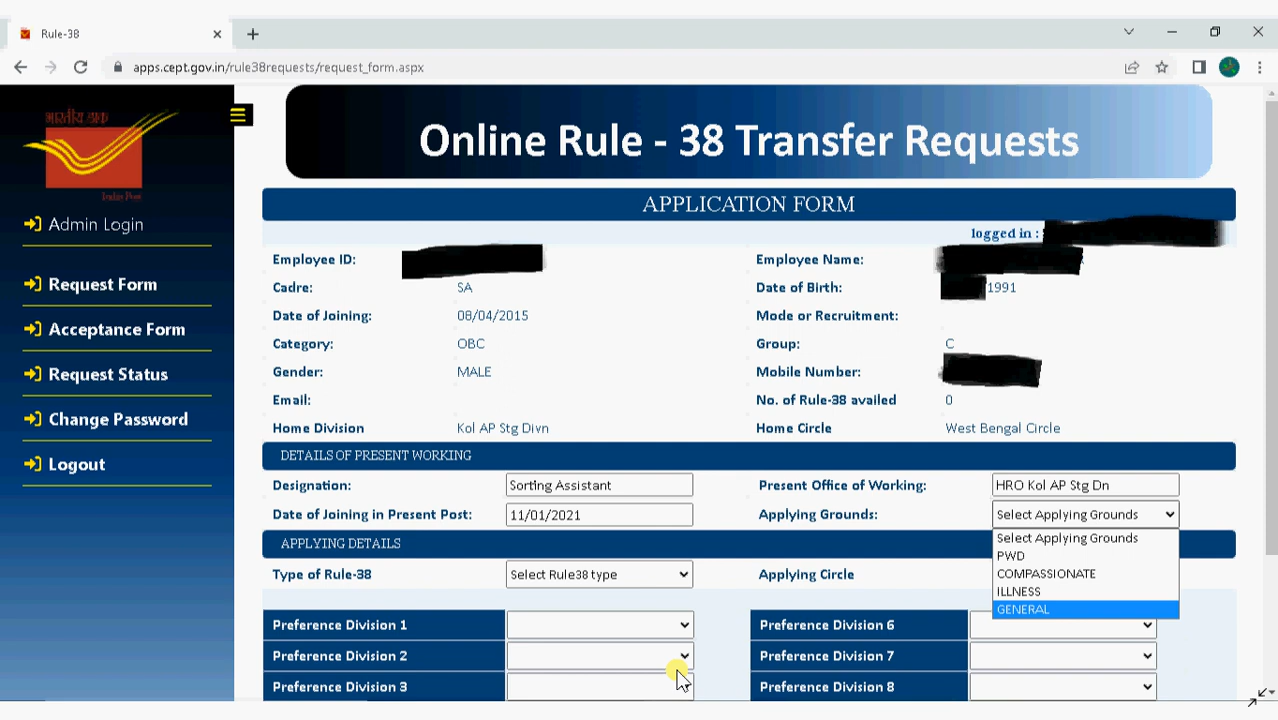 Rule-38
apps.cept.gov.in/rule38requests/request_form.aspx
Online Rule - 38 Transfer Requests
Admin Login
Request Form
Acceptance Form
Request Status
Change Password
Logout
APPLICATION FORM
logged in :
Employee ID:
Employee Name:
Cadre: SA
Date of Birth: 1991
Date of Joining: 08/04/2015
Mode or Recruitment:
Category: OBC
Group: C
Gender: MALE
Mobile Number:
Email:
No. of Rule-38 availed 0
Home Division Kol AP Stg Divn
Home Circle West Bengal Circle
DETAILS OF PRESENT WORKING
Designation: Sorting Assistant
Present Office of Working: HRO Kol AP Stg Dn
Date of Joining in Present Post: 11/01/2021
Applying Grounds: Select Applying Grounds
Select Applying Grounds
PWD
COMPASSIONATE
ILLNESS
GENERAL
APPLYING DETAILS
Type of Rule-38 Select Rule38 type
Applying Circle
Preference Division 1
Preference Division 6
Preference Division 2
Preference Division 7
Preference Division 3
Preference Division 8